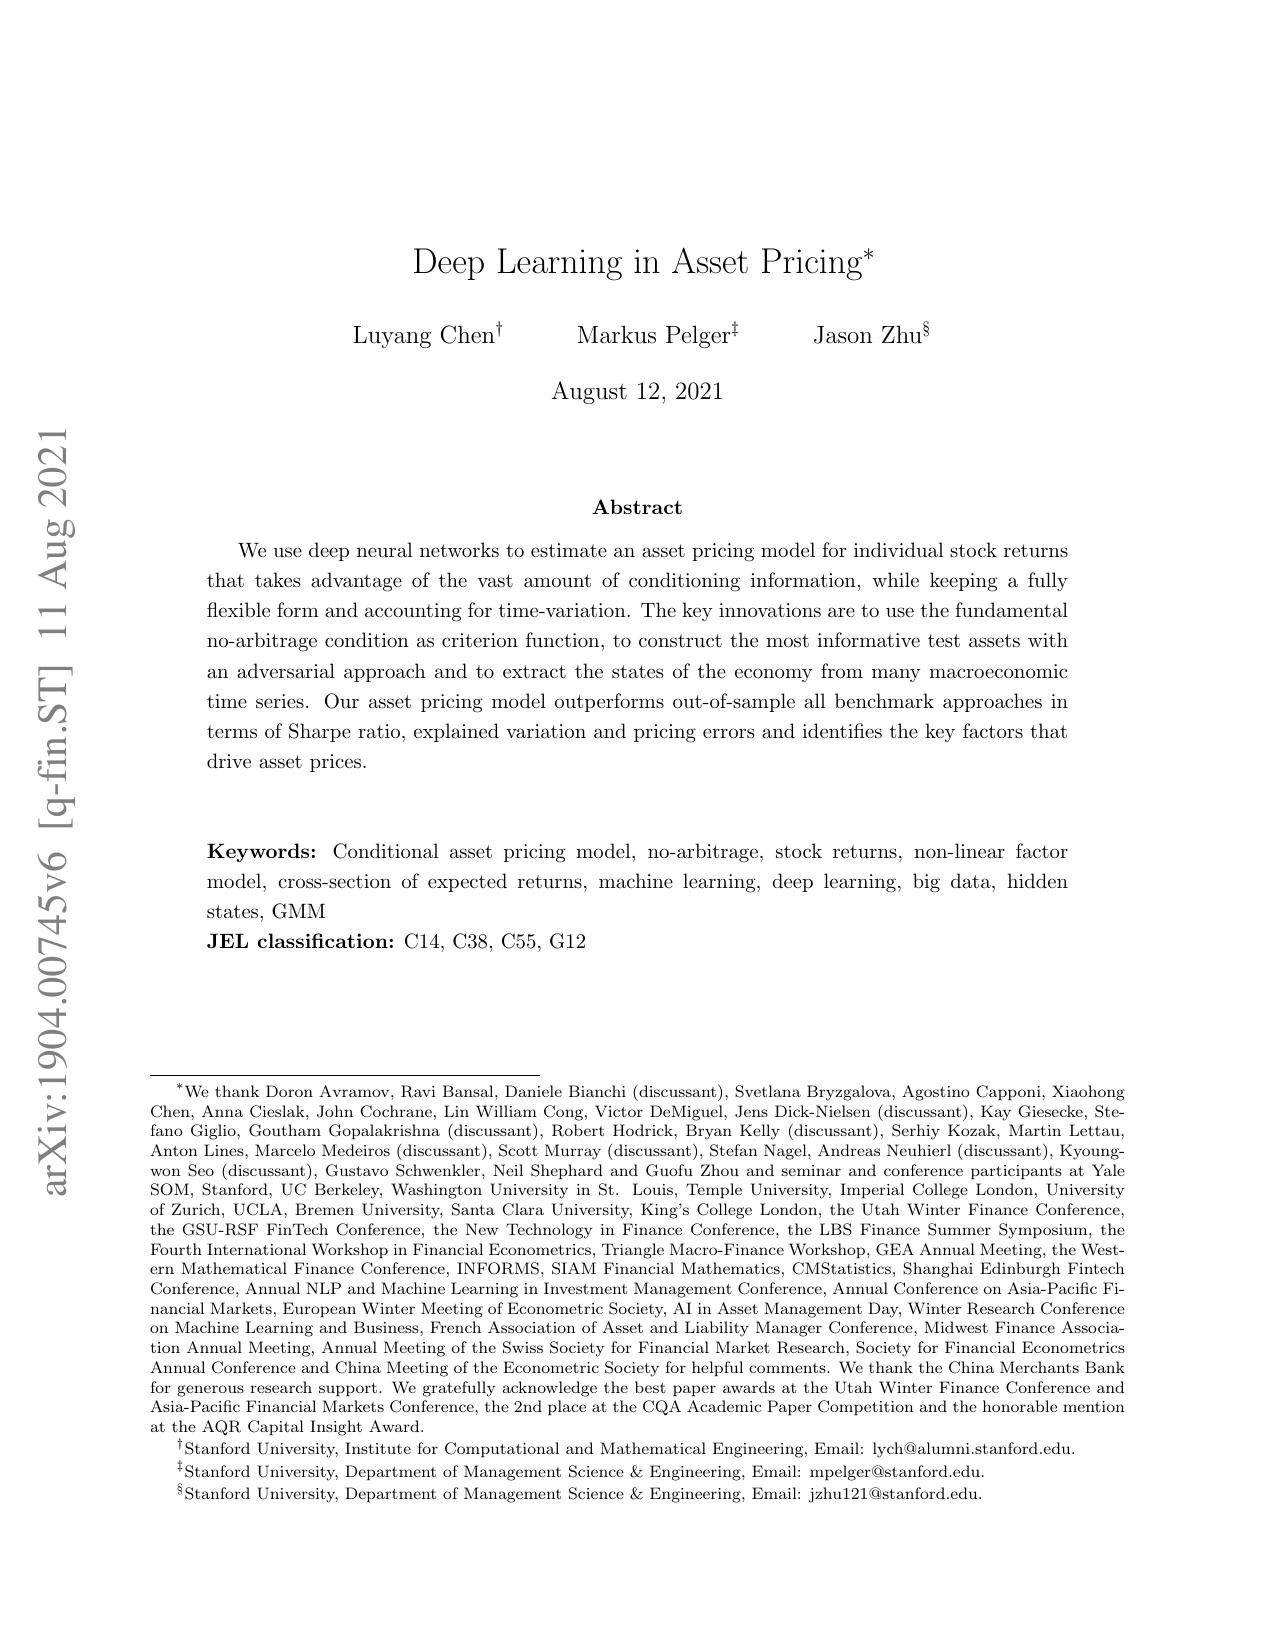 Deep Learning in Asset Pricing*
Luyang Chen† Markus Pelger‡ Jason Zhu§
August 12, 2021
Abstract
We use deep neural networks to estimate an asset pricing model for individual stock returns
that takes advantage of the vast amount of conditioning information, while keeping a fully
flexible form and accounting for time-variation. The key innovations are to use the fundamental
no-arbitrage condition as criterion function, to construct the most informative test assets with
an adversarial approach and to extract the states of the economy from many macroeconomic
time series. Our asset pricing model outperforms out-of-sample all benchmark approaches in
terms of Sharpe ratio, explained variation and pricing errors and identifies the key factors that
drive asset prices.
Keywords: Conditional asset pricing model, no-arbitrage, stock returns, non-linear factor
model, cross-section of expected returns, machine learning, deep learning, big data, hidden
states, GMM
JEL classification: C14, C38, C55, G12
*We thank Doron Avramov, Ravi Bansal, Daniele Bianchi (discussant), Svetlana Bryzgalova, Agostino Capponi, Xiaohong
Chen, Anna Cieslak, John Cochrane, Lin William Cong, Victor DeMiguel, Jens Dick-Nielsen (discussant), Kay Giesecke, Ste-
fano Giglio, Goutham Gopalakrishna (discussant), Robert Hodrick, Bryan Kelly (discussant), Serhiy Kozak, Martin Lettau,
Anton Lines, Marcelo Medeiros (discussant), Scott Murray (discussant), Stefan Nagel, Andreas Neuhierl (discussant), Kyoung-
won Seo (discussant), Gustavo Schwenkler, Neil Shephard and Guofu Zhou and seminar and conference participants at Yale
SOM, Stanford, UC Berkeley, Washington University in St. Louis, Temple University, Imperial College London, University
of Zurich, UCLA, Bremen University, Santa Clara University, King's College London, the Utah Winter Finance Conference,
the GSU-RSF FinTech Conference, the New Technology in Finance Conference, the LBS Finance Summer Symposium, the
Fourth International Workshop in Financial Econometrics, Triangle Macro-Finance Workshop, GEA Annual Meeting, the West-
ern Mathematical Finance Conference, INFORMS, SIAM Financial Mathematics, CMStatistics, Shanghai Edinburgh Fintech
Conference, Annual NLP and Machine Learning in Investment Management Conference, Annual Conference on Asia-Pacific Fi-
nancial Markets, European Winter Meeting of Econometric Society, AI in Asset Management Day, Winter Research Conference
on Machine Learning and Business, French Association of Asset and Liability Manager Conference, Midwest Finance Associa-
tion Annual Meeting, Annual Meeting of the Swiss Society for Financial Market Research, Society for Financial Econometrics
Annual Conference and China Meeting of the Econometric Society for helpful comments. We thank the China Merchants Bank
for generous research support. We gratefully acknowledge the best paper awards at the Utah Winter Finance Conference and
Asia-Pacific Financial Markets Conference, the 2nd place at the CQA Academic Paper Competition and the honorable mention
at the AQR Capital Insight Award.
†Stanford University, Institute for Computational and Mathematical Engineering, Email: lych@alumni.stanford.edu.
‡Stanford University, Department of Management Science & Engineering, Email: mpelger@stanford.edu.
§Stanford University, Department of Management Science & Engineering, Email: jzhu121@stanford.edu.
arXiv:1904.00745v6 [q-fin.ST] 11 Aug 2021